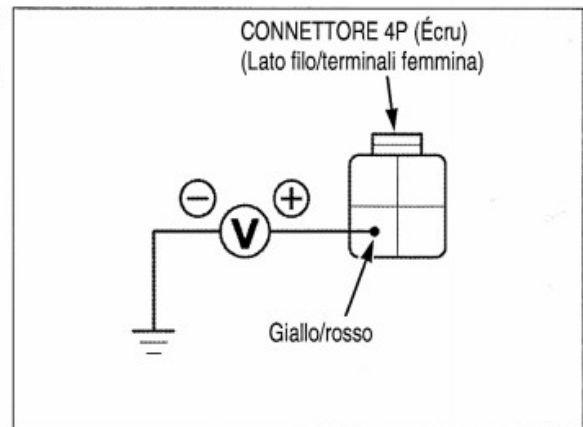 CONNETTORE 4P (Écru)
(Lato filo/terminali femmina)
− V +
Giallo/rosso